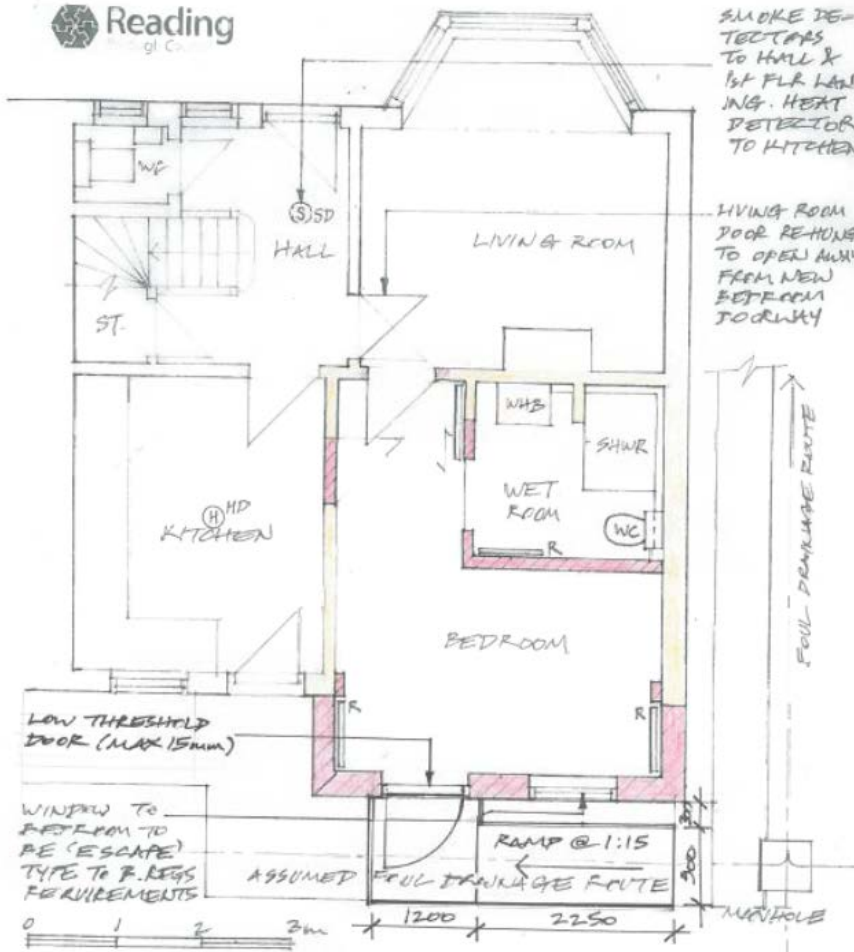 Reading
SMOKE DE-
TECTORS
TO HALL &
1st FLR LAND
ING. HEAT
DETECTOR
TO KITCHEN
WC
S SD
HALL
LIVING ROOM
LIVING ROOM
DOOR REHUNG
TO OPEN AWAY
FROM NEW
BEDROOM
DOORWAY
ST.
WHB
SHWR
WET
ROOM
WC
R
H HD
KITCHEN
FOUL DRAINAGE ROUTE
BEDROOM
R
R
LOW THRESHOLD
DOOR (MAX 15mm)
WINDOW TO
BEDROOM TO
BE 'ESCAPE'
TYPE TO B.REGS
REQUIREMENTS
RAMP @ 1:15
300
900
ASSUMED FOUL DRAINAGE ROUTE
1200
2250
MANHOLE
0 1 2 3m